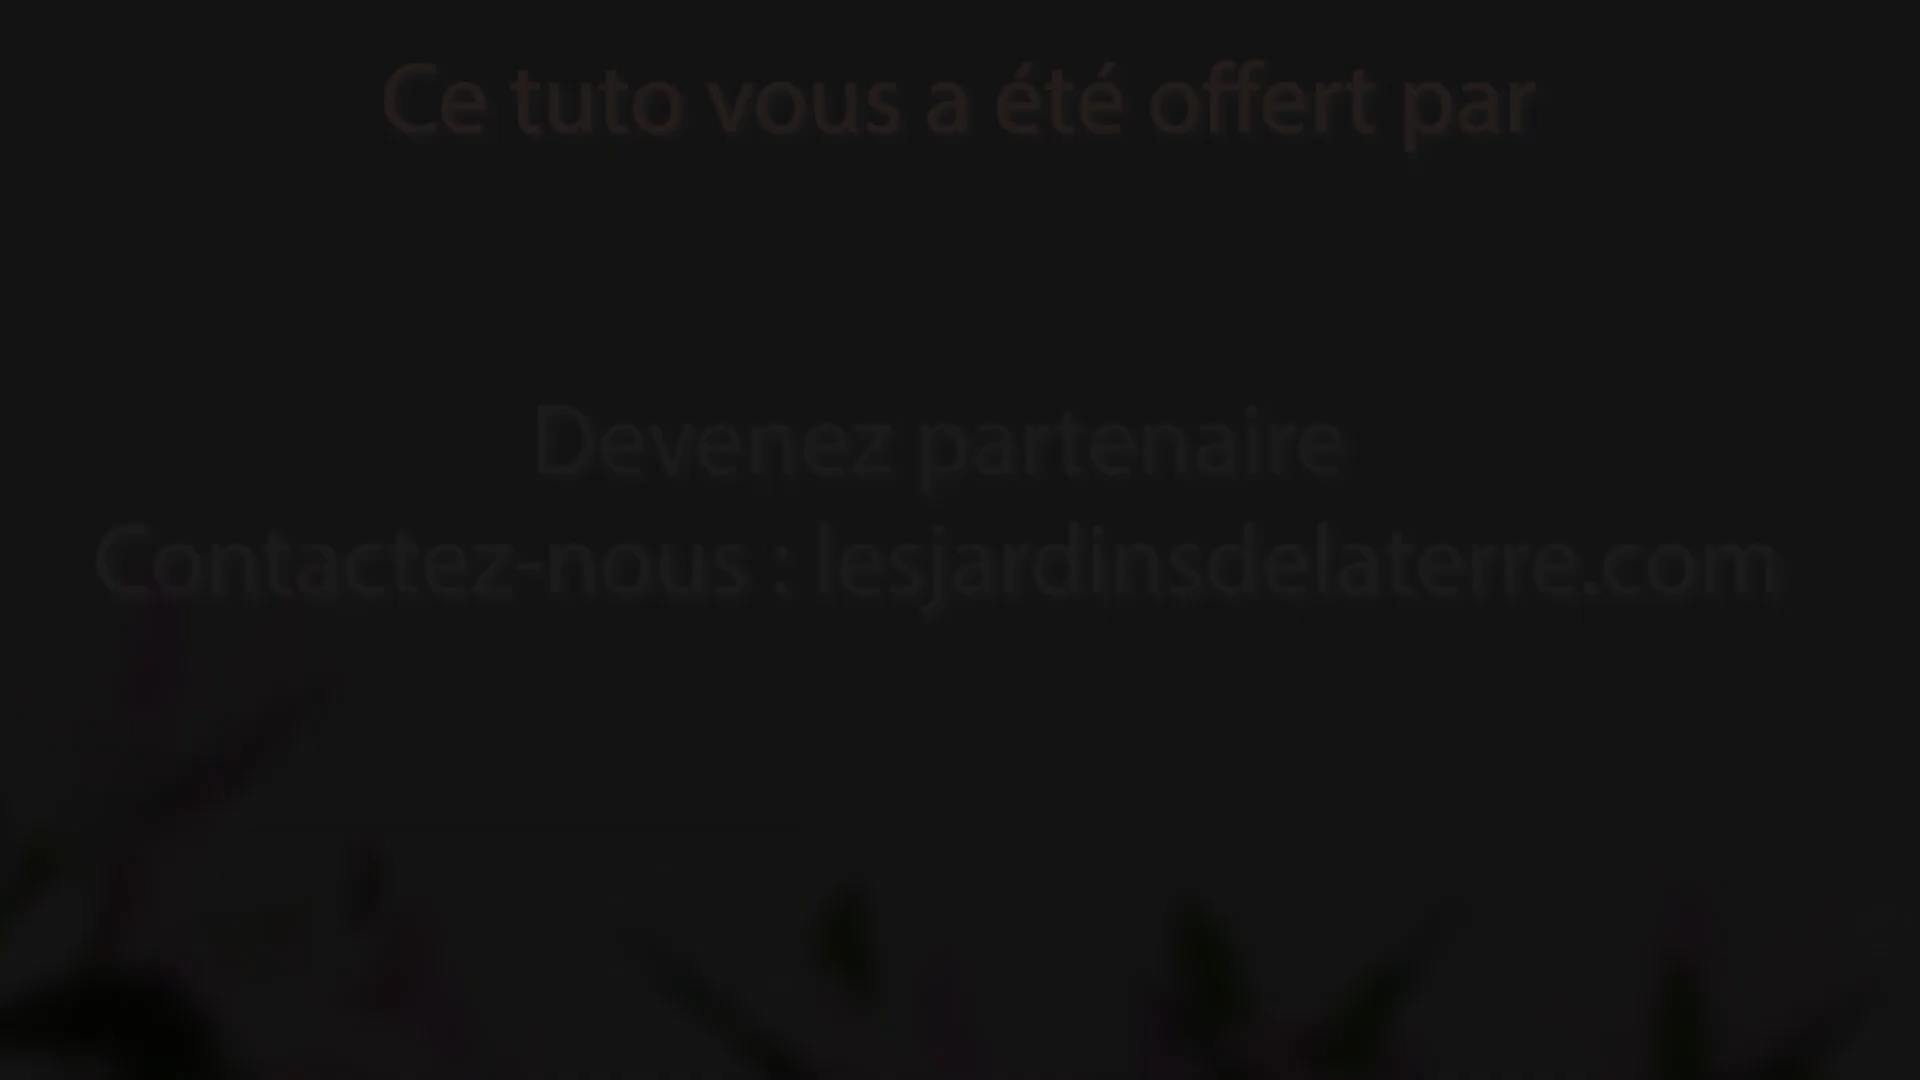 Ce tuto vous a été offert par
Devenez partenaire
Contactez-nous : lesjardinsdelaterre.com